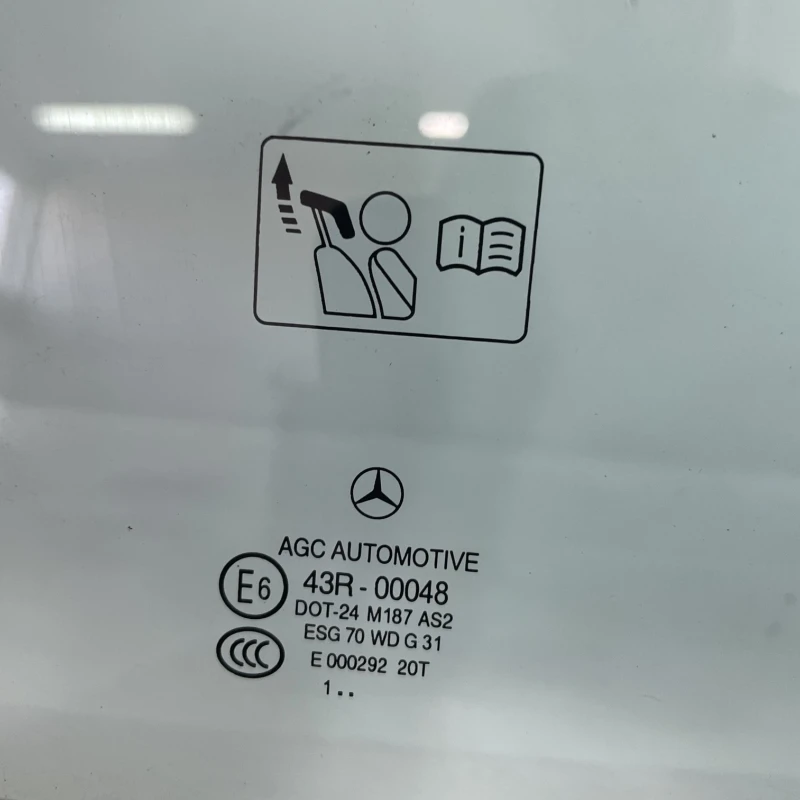 i
AGC AUTOMOTIVE
E6 43R - 00048
DOT-24 M187 AS2
ESG 70 WD G 31
CCC E 000292 20T
1 . .